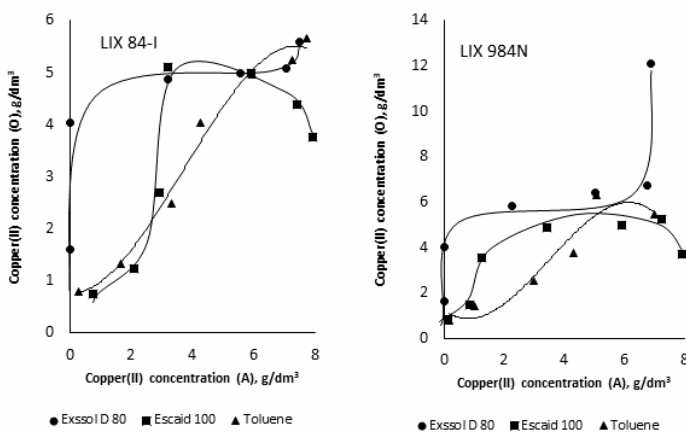 LIX 84-I
Copper(II) concentration (O), g/dm³
6
5
4
3
2
1
0
0 2 4 6 8
Copper(II) concentration (A), g/dm³
Exssol D 80 Escaid 100 Toluene
LIX 984N
Copper(II) concentration (O), g/dm³
14
12
10
8
6
4
2
0
0 2 4 6 8
Copper(II) concentration (A), g/dm³
Exssol D 80 Escaid 100 Toluene